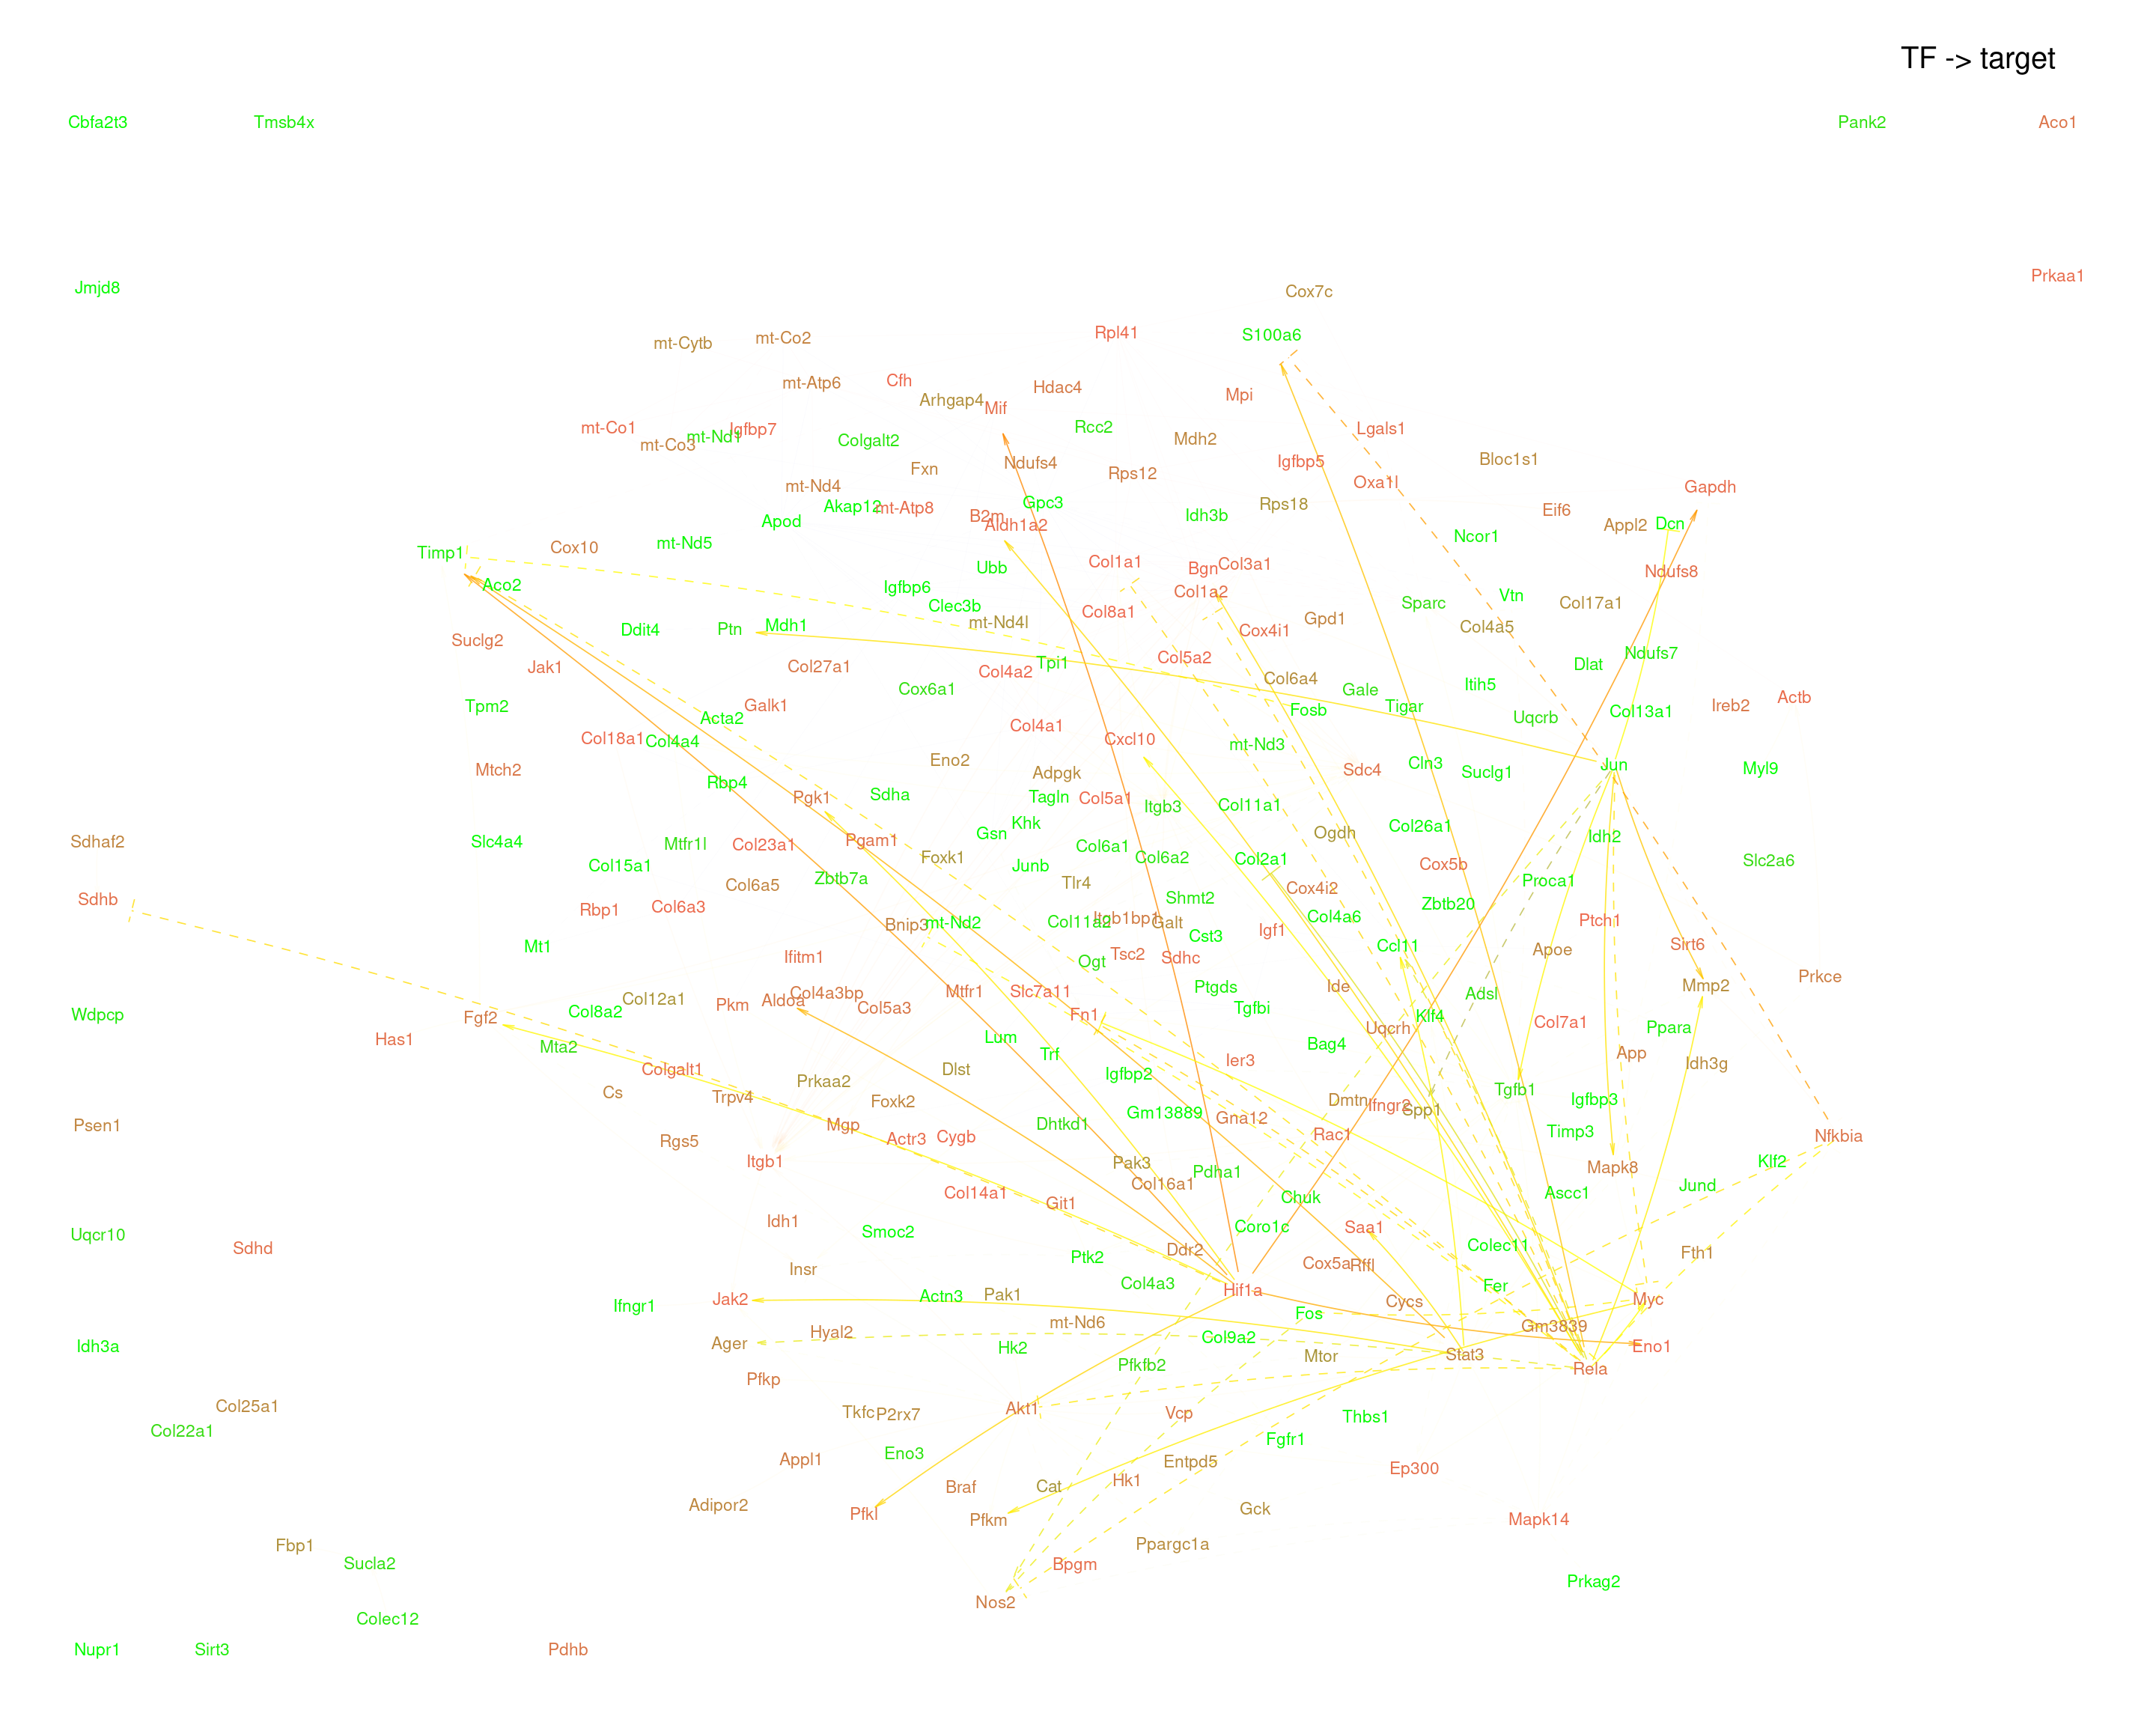 TF -> target
Cbfa2t3 Tmsb4x Pank2 Aco1
Prkaa1
Jmjd8 Cox7c
Rpl41 S100a6
mt-Cytb mt-Co2
mt-Atp6 Cfh Hdac4 Mpi
Arhgap4 Mif
mt-Co1 mt-Nd1 Igfbp7 Rcc2 Lgals1
mt-Co3 Colgalt2 Mdh2
Fxn Ndufs4 Rps12 Igfbp5 Bloc1s1
mt-Nd4 Oxa1l Gapdh
Akap12 mt-Atp8 Gpc3 Rps18 Eif6
Apod B2m Aldh1a2 Idh3b Appl2 Dcn
Timp1 Cox10 mt-Nd5 Ncor1
Aco2 Ubb Col1a1 Bgn Col3a1 Ndufs8
Igfbp6 Clec3b Col8a1 Col1a2 Sparc Vtn Col17a1
Ddit4 Ptn Mdh1 mt-Nd4l Cox4i1 Gpd1 Col4a5
Suclg2 Jak1 Col27a1 Col4a2 Tpi1 Col5a2 Dlat Ndufs7
Tpm2 Acta2 Galk1 Cox6a1 Col6a4 Gale Itih5
Fosb Tigar Uqcrb Col13a1 Ireb2 Actb
Col18a1 Col4a4 Col4a1 Cxcl10 mt-Nd3
Mtch2 Rbp4 Eno2 Adpgk Sdc4 Cln3 Suclg1 Jun Myl9
Pgk1 Sdha Tagln Col5a1 Itgb3 Col11a1
Sdhaf2 Slc4a4 Mtfr1l Col23a1 Pgam1 Gsn Khk Col6a1 Ogdh Col26a1 Idh2
Col15a1 Foxk1 Junb Col6a2 Col2a1 Cox5b Slc2a6
Sdhb Col6a5 Zbtb7a Tlr4 Shmt2 Cox4i2 Zbtb20 Proca1
Rbp1 Col6a3 Bnip3 mt-Nd2 Col11a2 Itgb1bp1 Galt Col4a6 Ptch1
Mt1 Ifitm1 Ogt Tsc2 Sdhc Cst3 Igf1 Ccl11 Apoe Sirt6
Col12a1 Pkm Aldoa Col4a3bp Col5a3 Mtfr1 Slc7a11 Ptgds Ide Adsl Mmp2 Prkce
Wdpcp Fgf2 Col8a2 Fn1 Tgfbi Klf4 Uqcrh Col7a1 Ppara
Has1 Mta2 Lum Trf Bag4 App
Colgalt1 Prkaa2 Dlst Igfbp2 Ier3 Idh3g
Cs Trpv4 Foxk2 Dmtn Ifngr2 Spp1 Tgfb1 Igfbp3
Psen1 Rgs5 Mgp Actr3 Cygb Dhtkd1 Gm13889 Gna12 Rac1 Timp3 Nfkbia
Itgb1 Pak3 Pdha1 Mapk8 Klf2
Col14a1 Git1 Col16a1 Chuk Ascc1 Jund
Uqcr10 Sdhd Idh1 Smoc2 Ddr2 Coro1c Saa1 Colec11 Fth1
Insr Ptk2 Cox5a Rffl
Ifngr1 Jak2 Actn3 Pak1 Col4a3 Hif1a Fos Cycs Fer Myc
Idh3a Ager Hyal2 Hk2 mt-Nd6 Col9a2 Mtor Gm3839 Eno1
Pfkp Pfkfb2 Stat3 Rela
Col25a1 Tkfc P2rx7 Akt1 Vcp Thbs1
Col22a1 Appl1 Eno3 Fgfr1
Adipor2 Braf Cat Hk1 Entpd5 Ep300
Pfkl Pfkm Gck Mapk14
Fbp1 Sucla2 Bpgm Ppargc1a
Colec12 Nos2 Prkag2
Nupr1 Sirt3 Pdhb